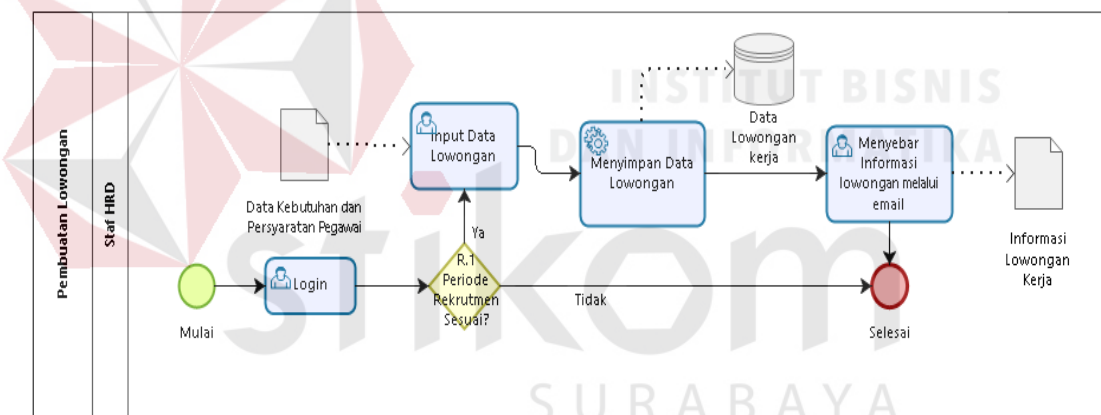 Pembuatan Lowongan
Staf HRD
Mulai
Login
Data Kebutuhan dan
Persyaratan Pegawai
Input Data
Lowongan
Ya
R.1
Periode
Rekrutmen
Sesuai?
Tidak
Menyimpan Data
Lowongan
Data
Lowongan
kerja
Menyebar
Informasi
lowongan melalui
email
Informasi
Lowongan
Kerja
Selesai
INSTITUT BISNIS
DAN INFORMATIKA
stikom
SURABAYA